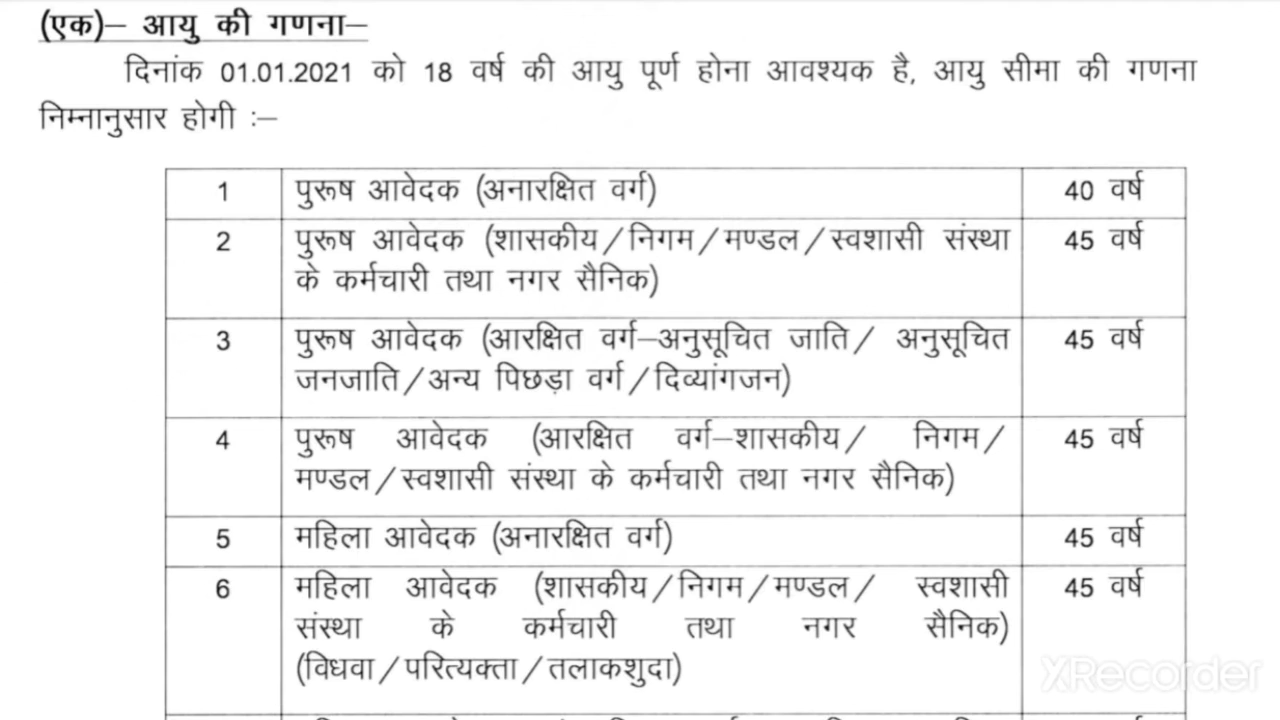 (एक)– आयु की गणना–
दिनांक 01.01.2021 को 18 वर्ष की आयु पूर्ण होना आवश्यक है, आयु सीमा की गणना
निम्नानुसार होगी :–
1 पुरूष आवेदक (अनारक्षित वर्ग) 40 वर्ष
2 पुरूष आवेदक (शासकीय/निगम/मण्डल/स्वशासी संस्था 45 वर्ष
के कर्मचारी तथा नगर सैनिक)
3 पुरूष आवेदक (आरक्षित वर्ग–अनुसूचित जाति/ अनुसूचित 45 वर्ष
जनजाति/अन्य पिछड़ा वर्ग/दिव्यांगजन)
4 पुरूष आवेदक (आरक्षित वर्ग–शासकीय/ निगम/ 45 वर्ष
मण्डल/स्वशासी संस्था के कर्मचारी तथा नगर सैनिक)
5 महिला आवेदक (अनारक्षित वर्ग) 45 वर्ष
6 महिला आवेदक (शासकीय/निगम/मण्डल/ स्वशासी 45 वर्ष
संस्था के कर्मचारी तथा नगर सैनिक)
(विधवा/परित्यक्ता/तलाकशुदा)
XRecorder